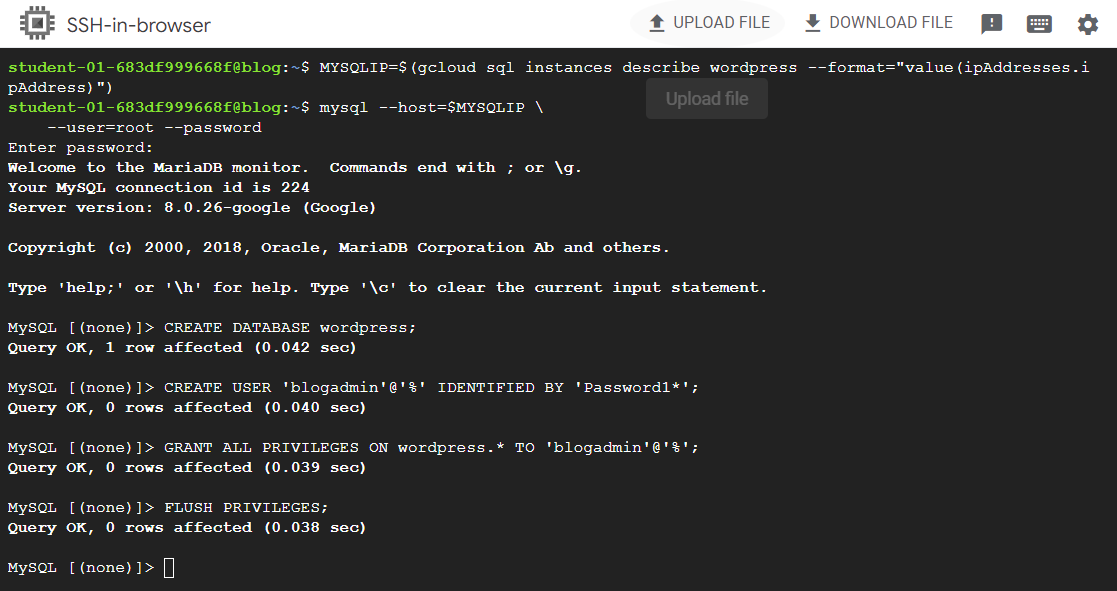 SSH-in-browser
UPLOAD FILE
DOWNLOAD FILE
student-01-683df999668f@blog:~$ MYSQLIP=$(gcloud sql instances describe wordpress --format="value(ipAddresses.i
pAddress)")
Upload file
student-01-683df999668f@blog:~$ mysql --host=$MYSQLIP \
    --user=root --password
Enter password:
Welcome to the MariaDB monitor.  Commands end with ; or \g.
Your MySQL connection id is 224
Server version: 8.0.26-google (Google)
Copyright (c) 2000, 2018, Oracle, MariaDB Corporation Ab and others.
Type 'help;' or '\h' for help. Type '\c' to clear the current input statement.
MySQL [(none)]> CREATE DATABASE wordpress;
Query OK, 1 row affected (0.042 sec)
MySQL [(none)]> CREATE USER 'blogadmin'@'%' IDENTIFIED BY 'Password1*';
Query OK, 0 rows affected (0.040 sec)
MySQL [(none)]> GRANT ALL PRIVILEGES ON wordpress.* TO 'blogadmin'@'%';
Query OK, 0 rows affected (0.039 sec)
MySQL [(none)]> FLUSH PRIVILEGES;
Query OK, 0 rows affected (0.038 sec)
MySQL [(none)]>